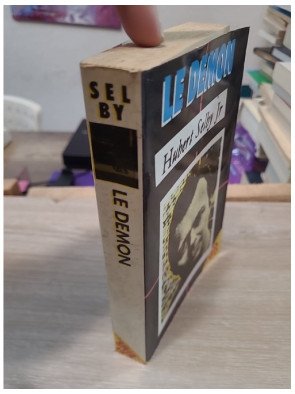 SEL
BY
LE DEMON
LE DEMON
Hubert Selby Jr